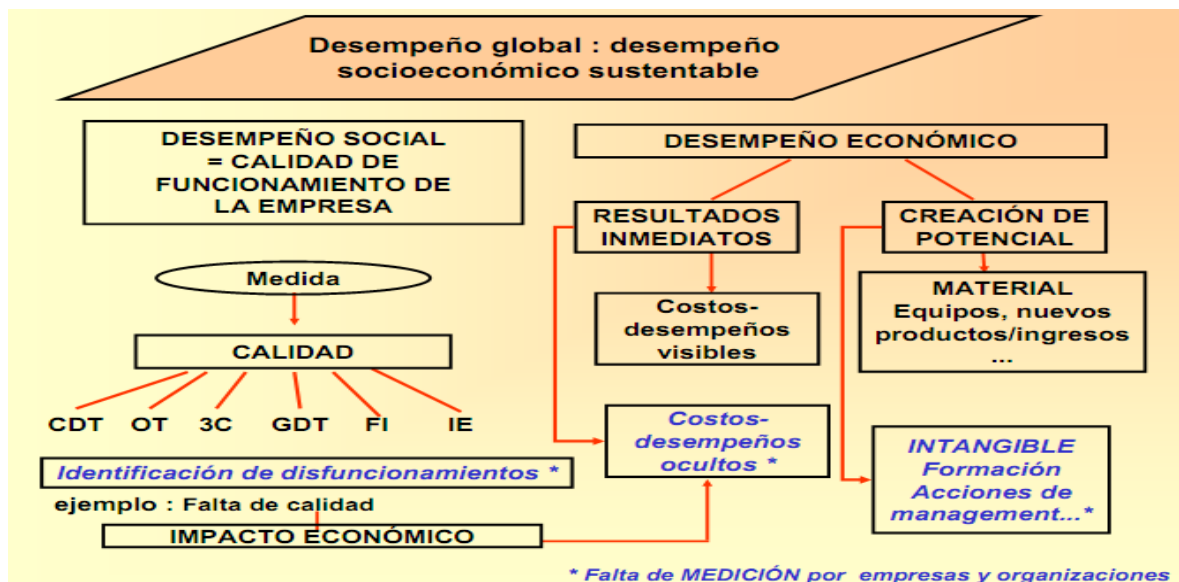 Desempeño global : desempeño
socioeconómico sustentable
DESEMPEÑO SOCIAL
= CALIDAD DE
FUNCIONAMIENTO DE
LA EMPRESA
Medida
CALIDAD
CDT OT 3C GDT FI IE
Identificación de disfuncionamientos *
ejemplo : Falta de calidad
IMPACTO ECONÓMICO
DESEMPEÑO ECONÓMICO
RESULTADOS
INMEDIATOS
Costos-
desempeños
visibles
Costos-
desempeños
ocultos *
CREACIÓN DE
POTENCIAL
MATERIAL
Equipos, nuevos
productos/ingresos
...
INTANGIBLE
Formación
Acciones de
management...*
* Falta de MEDICIÓN por empresas y organizaciones